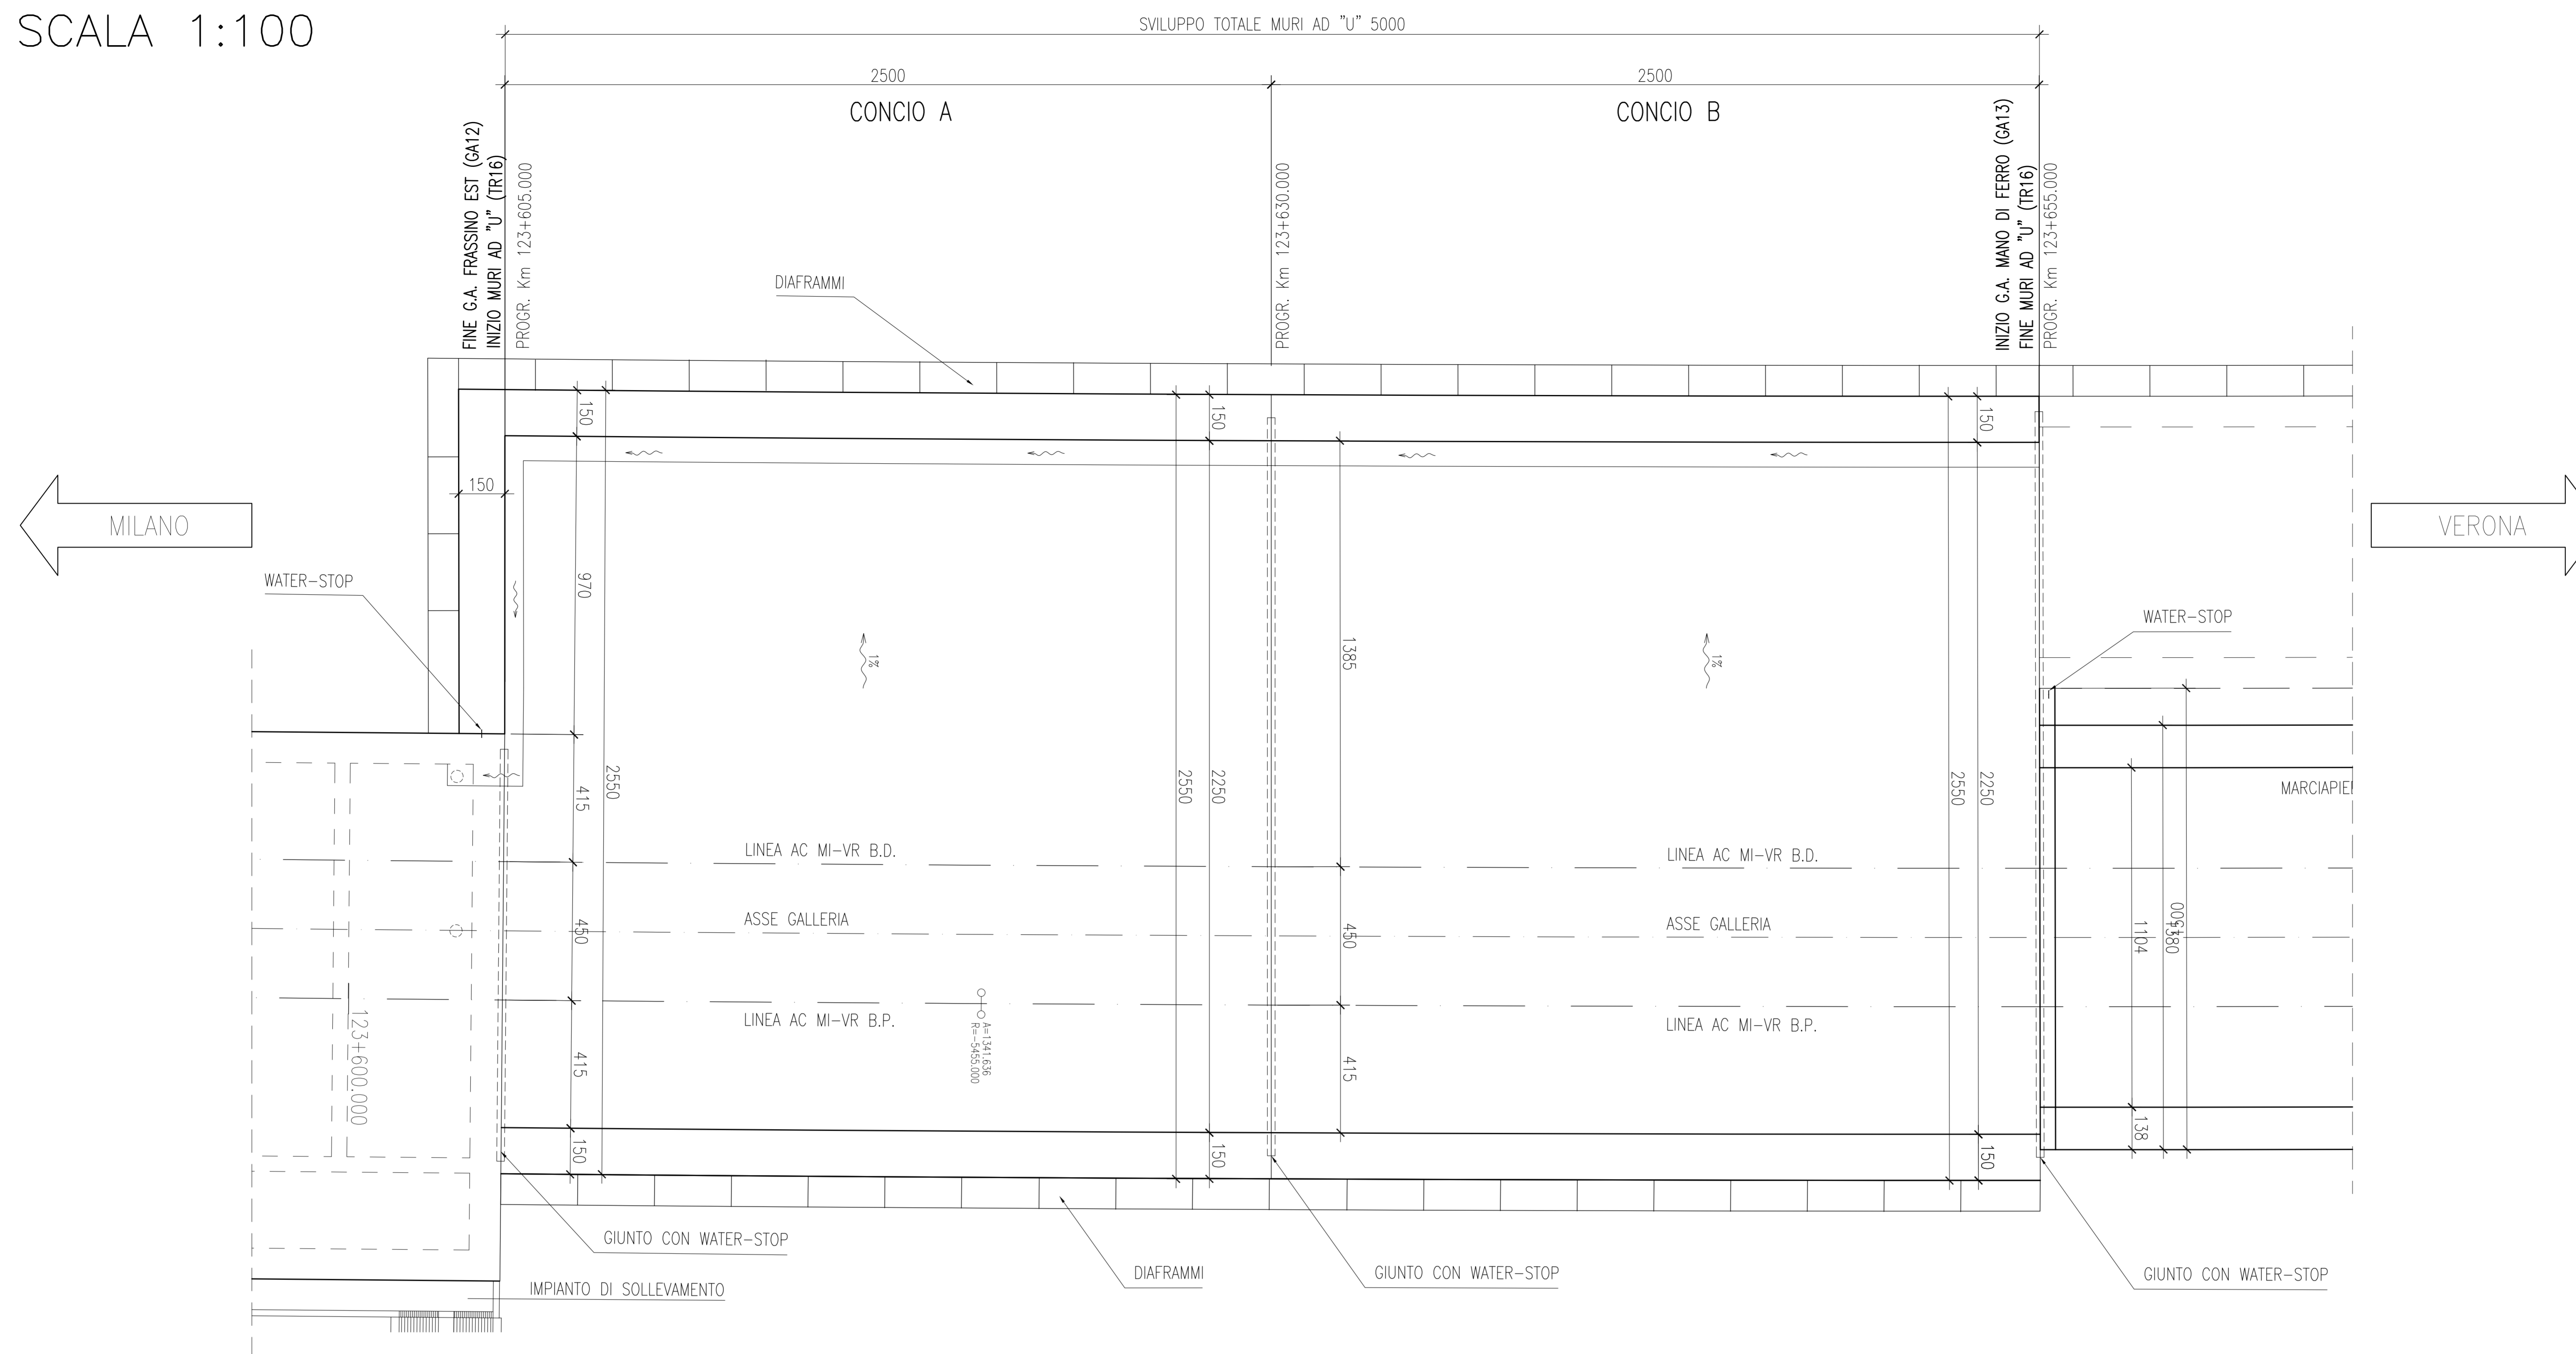 SCALA 1:100
SVILUPPO TOTALE MURI AD "U" 5000
2500
2500
CONCIO A
CONCIO B
FINE G.A. FRASSINO EST (GA12)
INIZIO MURI AD "U" (TR16)
PROGR. Km 123+605.000
PROGR. Km 123+630.000
INIZIO G.A. MANO DI FERRO (GA13)
FINE MURI AD "U" (TR16)
PROGR. Km 123+655.000
DIAFRAMMI
150
150
150
150
MILANO
VERONA
WATER-STOP
970
1385
1%
1%
WATER-STOP
2550
415
2550
2250
2550
2250
MARCIAPIE
LINEA AC MI-VR B.D.
LINEA AC MI-VR B.D.
ASSE GALLERIA
ASSE GALLERIA
450
450
1104
1380
1500
LINEA AC MI-VR B.P.
LINEA AC MI-VR B.P.
A=1341.636
R=-5455.000
123+600.000
415
415
138
150
150
150
GIUNTO CON WATER-STOP
DIAFRAMMI
GIUNTO CON WATER-STOP
GIUNTO CON WATER-STOP
IMPIANTO DI SOLLEVAMENTO